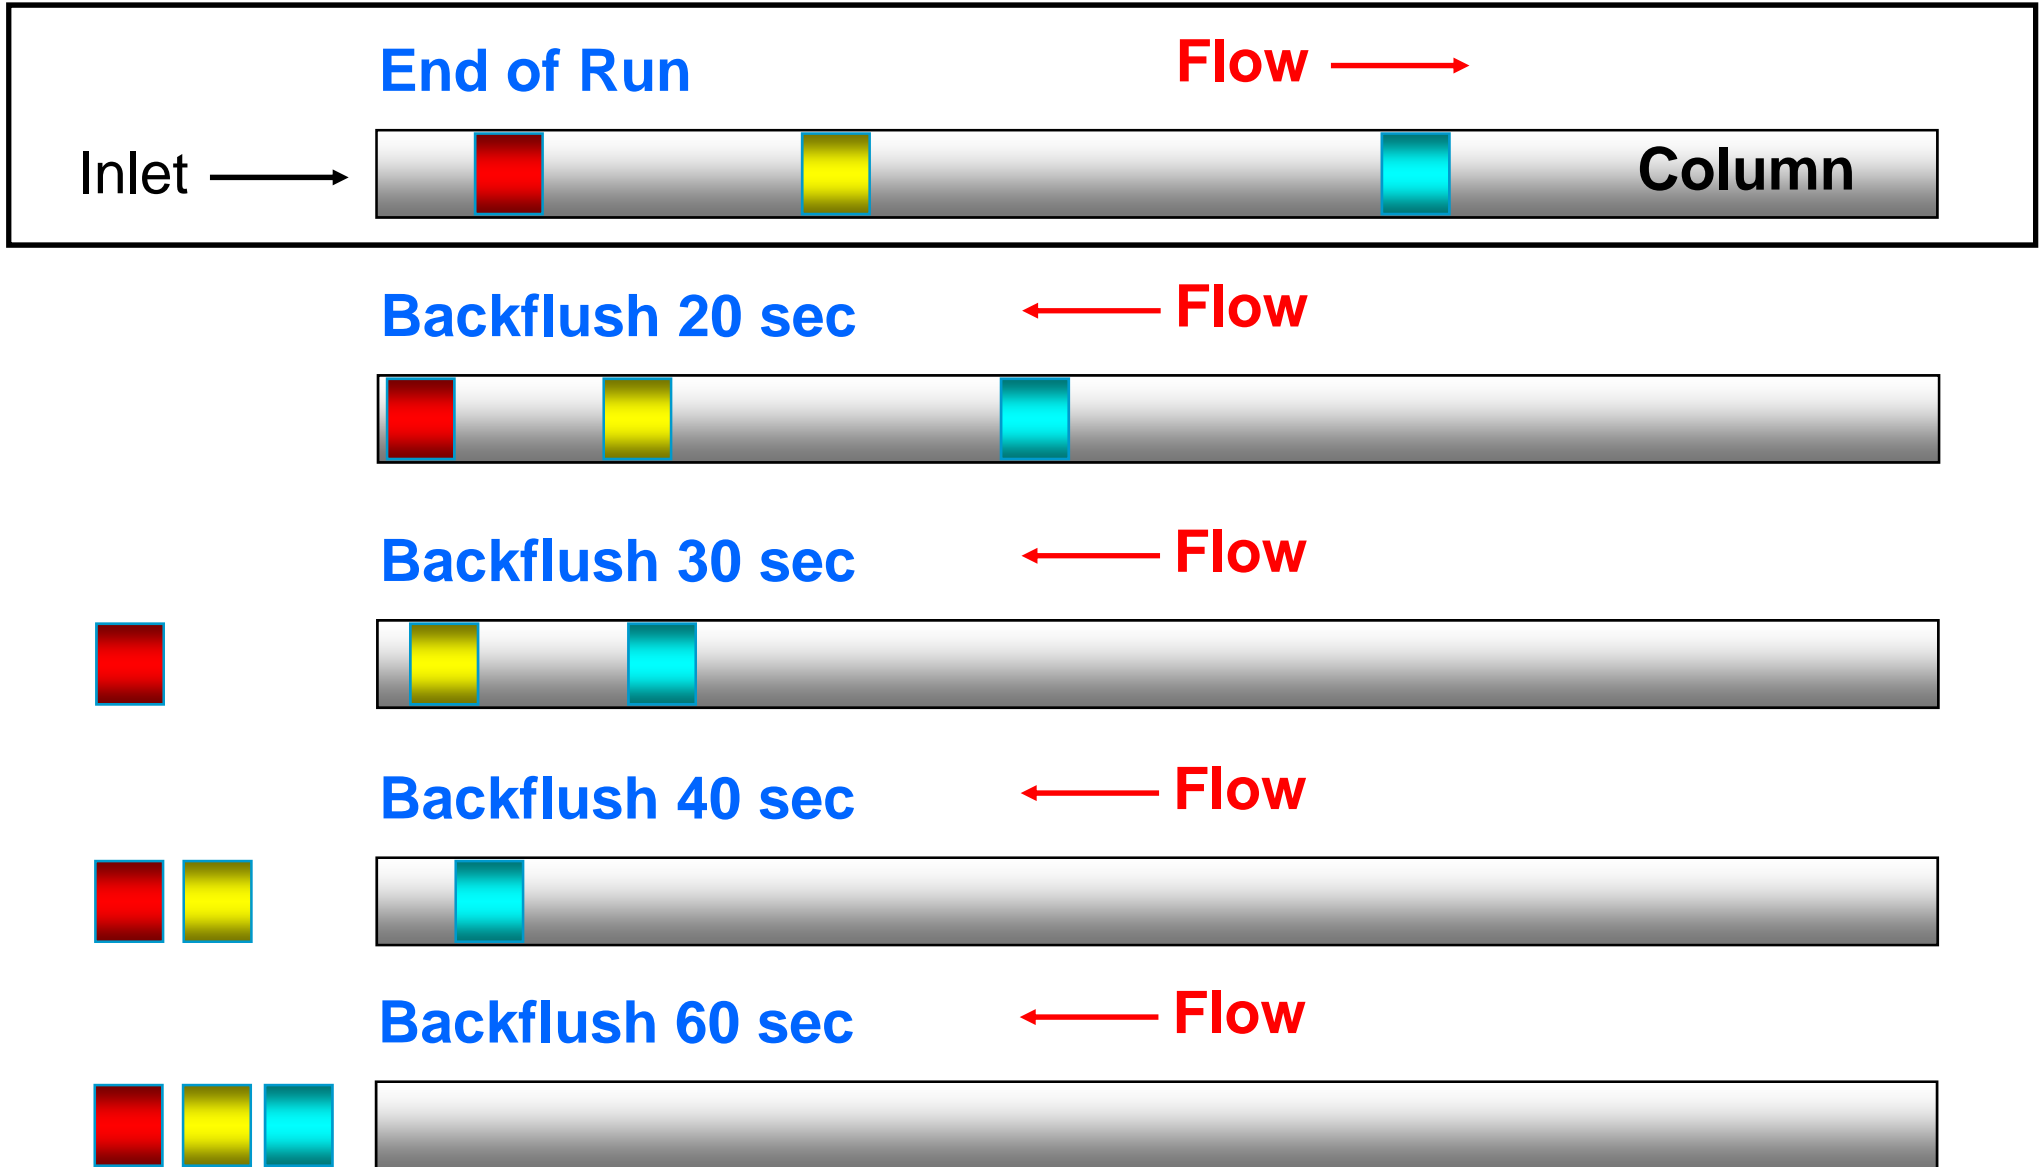 End of Run
Flow
Inlet
Column
Backflush 20 sec
Flow
Backflush 30 sec
Flow
Backflush 40 sec
Flow
Backflush 60 sec
Flow